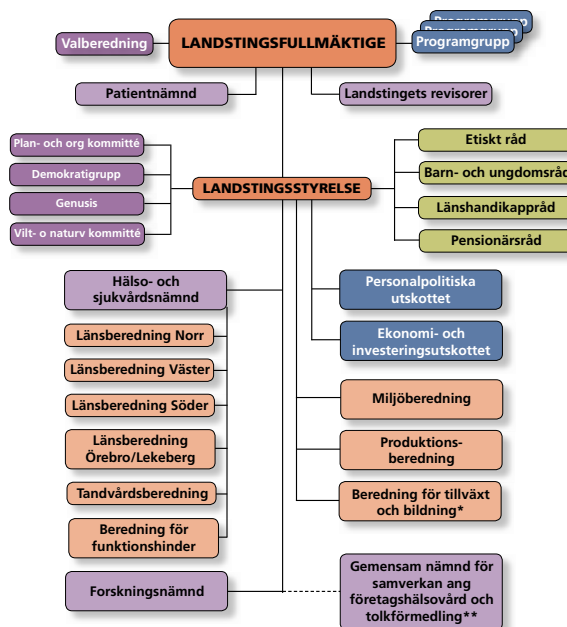 Valberedning
LANDSTINGSFULLMÄKTIGE
Programgrupp
Programgrupp
Programgrupp
Patientnämnd
Landstingets revisorer
Plan- och org kommitté
Demokratigrupp
Genusis
Vilt- o naturv kommitté
LANDSTINGSSTYRELSE
Etiskt råd
Barn- och ungdomsråd
Länshandikappråd
Pensionärsråd
Hälso- och
sjukvårdsnämnd
Länsberedning Norr
Länsberedning Väster
Länsberedning Söder
Länsberedning
Örebro/Lekeberg
Tandvårdsberedning
Beredning för
funktionshinder
Forskningsnämnd
Personalpolitiska
utskottet
Ekonomi- och
investeringsutskottet
Miljöberedning
Produktions-
beredning
Beredning för tillväxt
och bildning*
Gemensam nämnd för
samverkan ang
företagshälsovård och
tolkförmedling**